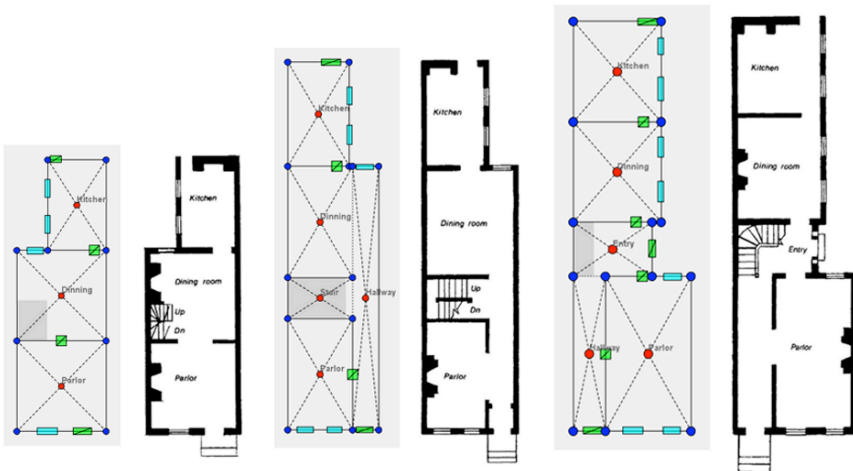 Kitcher
Dinning
Parlor
Kitchen
Dining room
Up
Dn
Parlor
Kitchen
Dinning
Stair
Hallway
Parlor
Kitchen
Dining room
Up
Dn
Parlor
Kitchen
Dinning
Entry
Hallway
Parlor
Kitchen
Dining room
Entry
Parlor